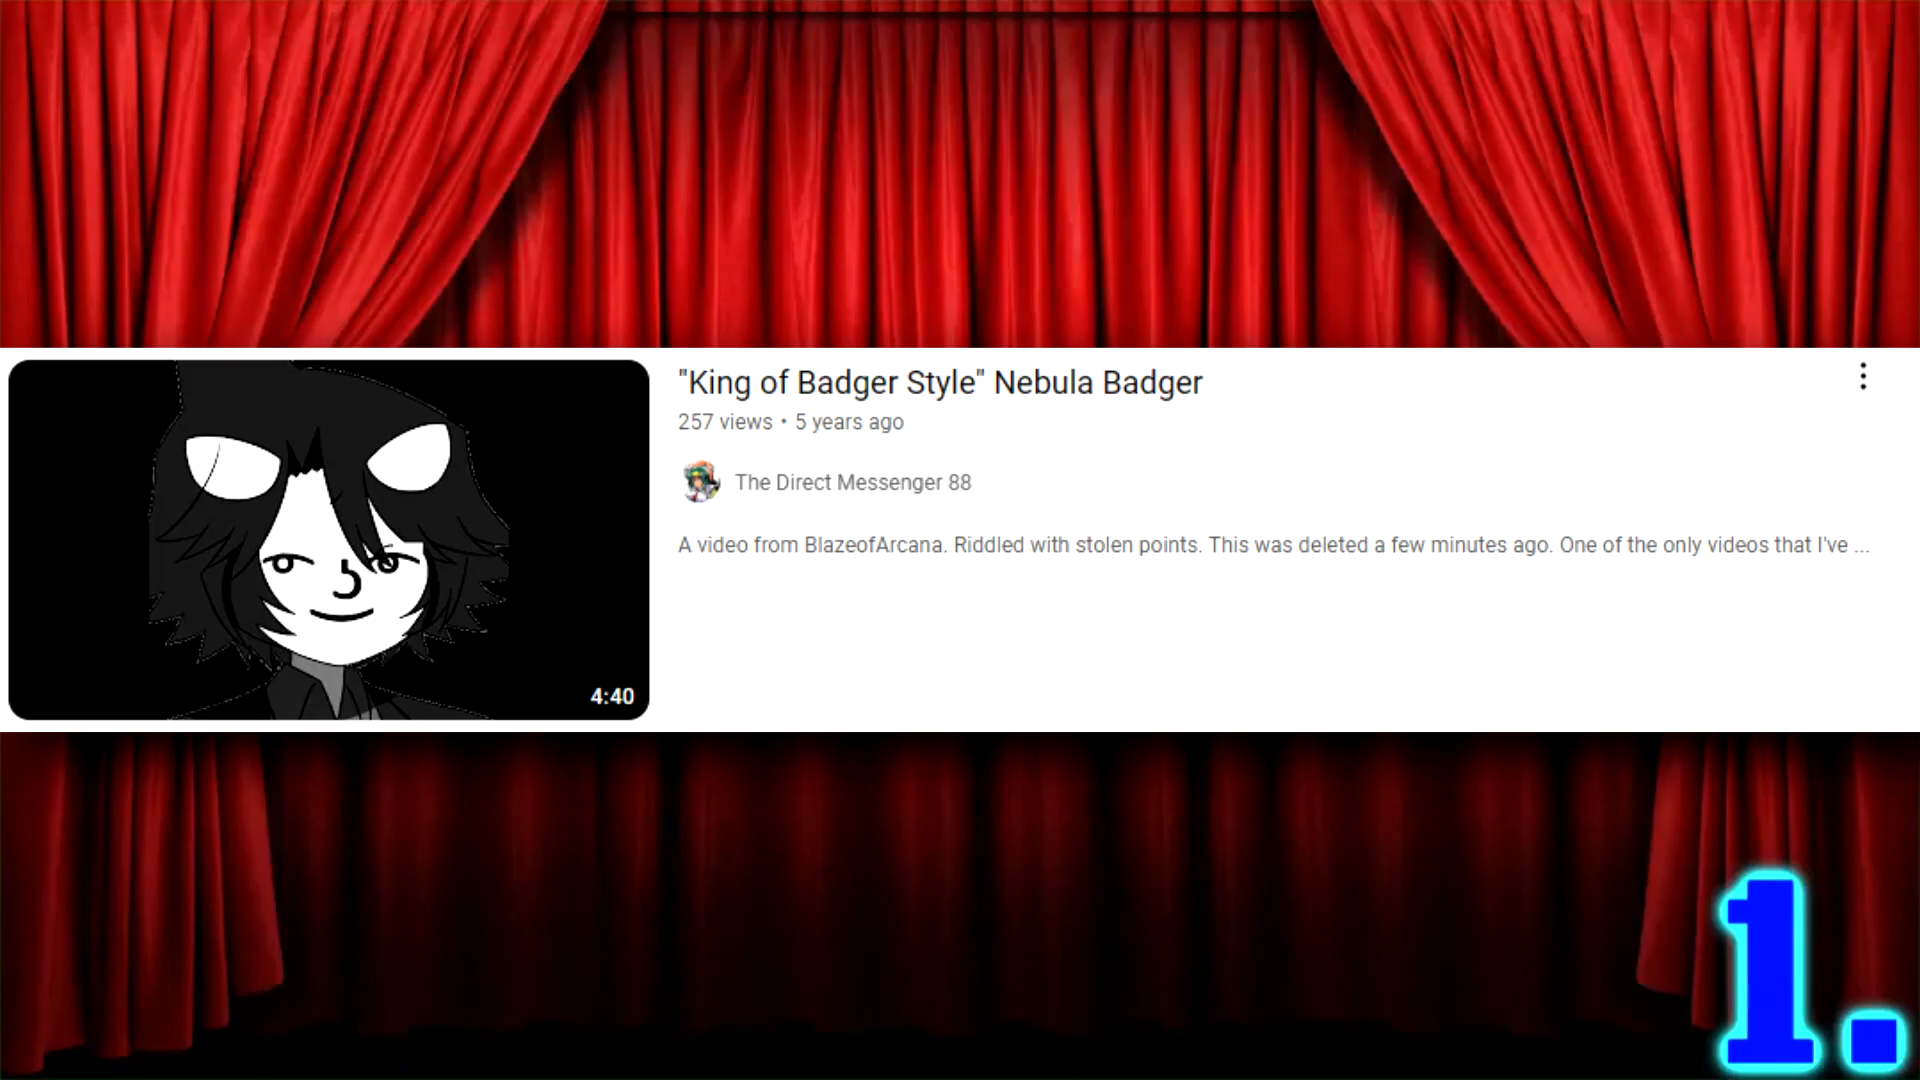 "King of Badger Style" Nebula Badger
257 views • 5 years ago
The Direct Messenger 88
A video from BlazeofArcana. Riddled with stolen points. This was deleted a few minutes ago. One of the only videos that I've ...
4:40
1.